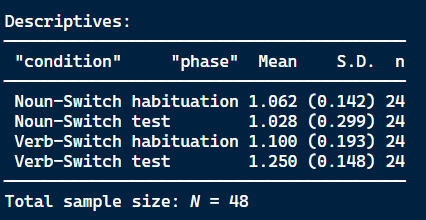 Descriptives:
"condition" "phase" Mean S.D. n
Noun-Switch habituation 1.062 (0.142) 24
Noun-Switch test 1.028 (0.299) 24
Verb-Switch habituation 1.100 (0.193) 24
Verb-Switch test 1.250 (0.148) 24
Total sample size: N = 48